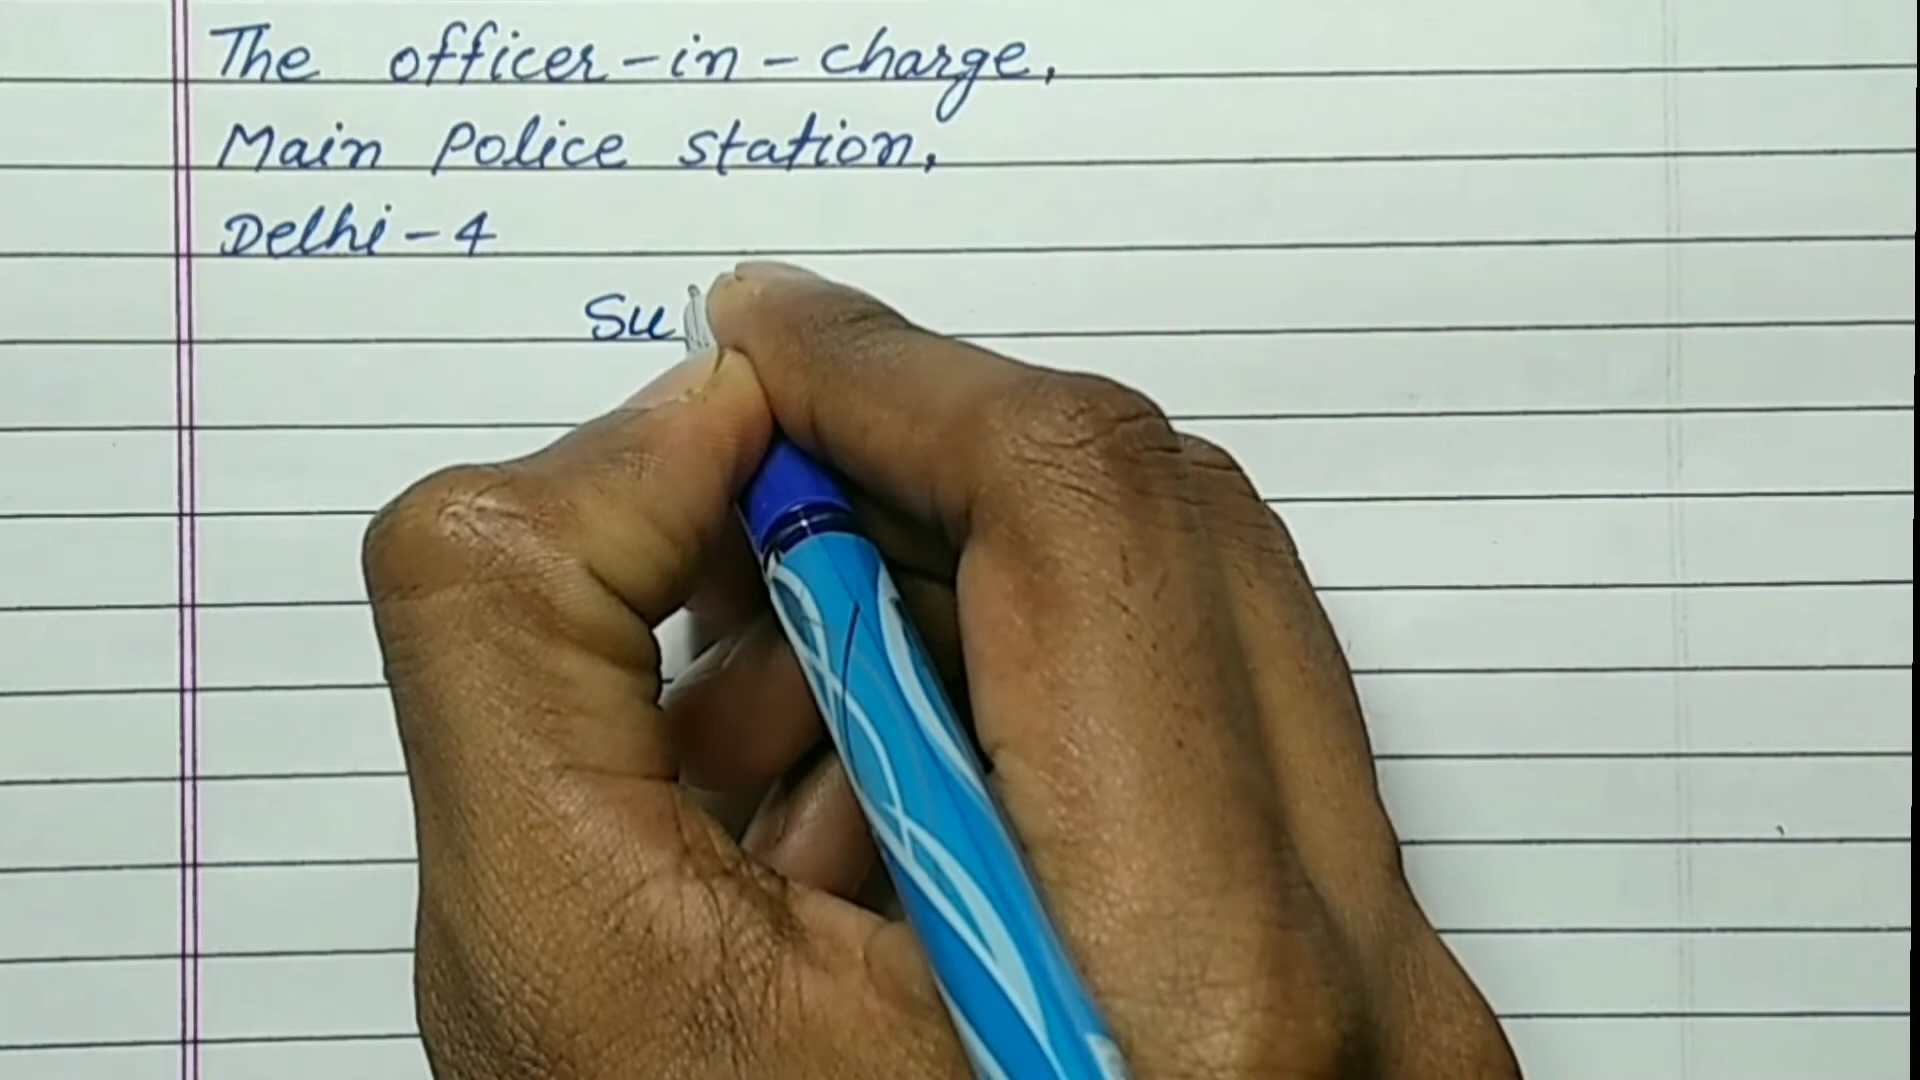 The officer-in-charge,
Main Police station,
Delhi-4
Su